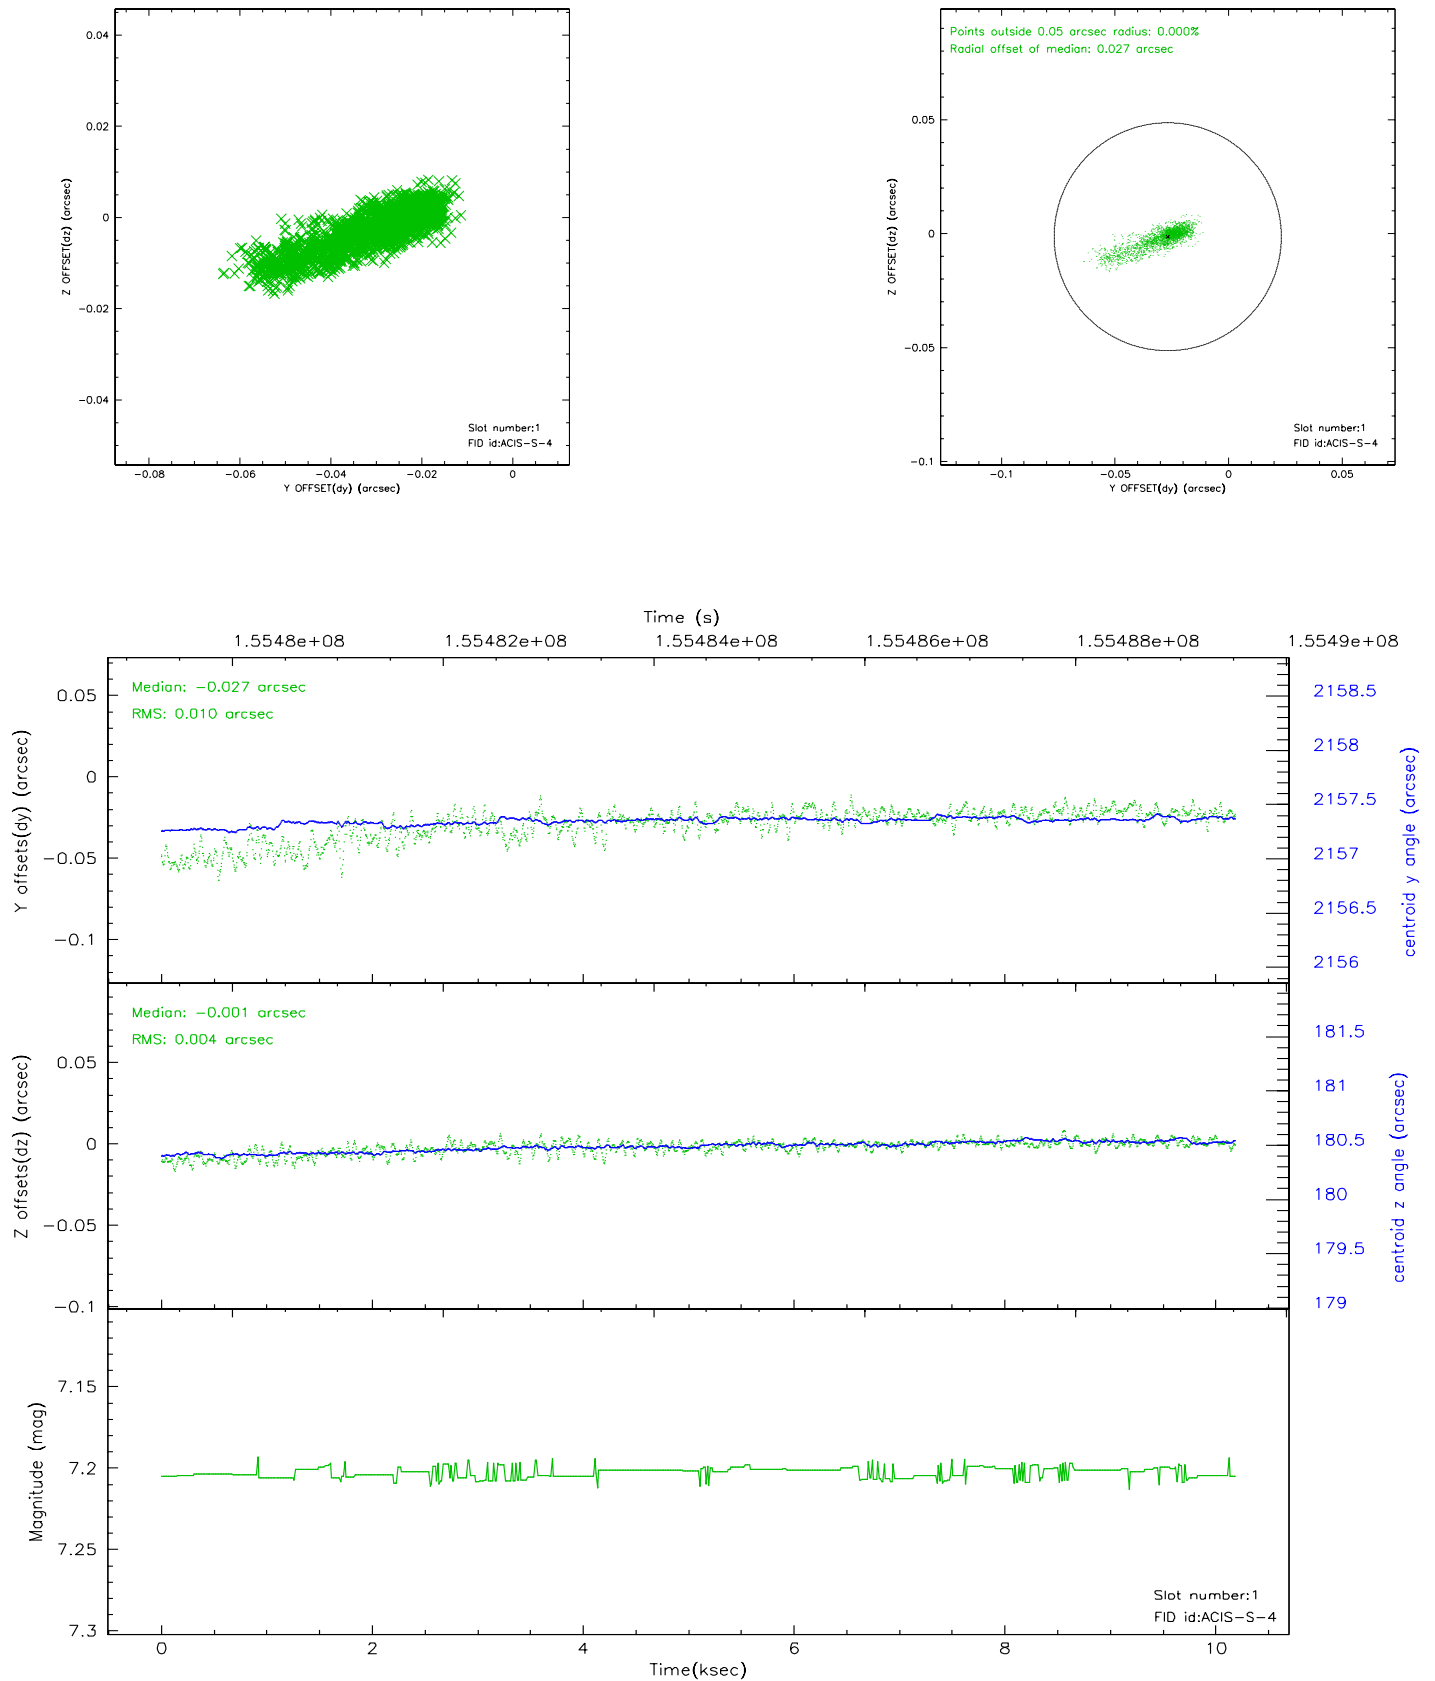 0.04
0.02
0
-0.02
-0.04
Z OFFSET(dz) (arcsec)
Slot number:1
FID id:ACIS-S-4
-0.08
-0.06
-0.04
-0.02
0
Y OFFSET(dy) (arcsec)
Points outside 0.05 arcsec radius: 0.000%
Radial offset of median: 0.027 arcsec
0.05
0
-0.05
-0.1
Z OFFSET(dz) (arcsec)
Slot number:1
FID id:ACIS-S-4
-0.1
-0.05
0
0.05
Y OFFSET(dy) (arcsec)
Time (s)
1.5548e+08
1.55482e+08
1.55484e+08
1.55486e+08
1.55488e+08
1.5549e+08
Median: -0.027 arcsec
RMS: 0.010 arcsec
0.05
0
-0.05
-0.1
Y offsets(dy) (arcsec)
2158.5
2158
2157.5
2157
2156.5
2156
centroid y angle (arcsec)
Median: -0.001 arcsec
RMS: 0.004 arcsec
0.05
0
-0.05
-0.1
Z offsets(dz) (arcsec)
181.5
181
180.5
180
179.5
179
centroid z angle (arcsec)
7.15
7.2
7.25
7.3
Magnitude (mag)
Slot number:1
FID id:ACIS-S-4
0
2
4
6
8
10
Time(ksec)